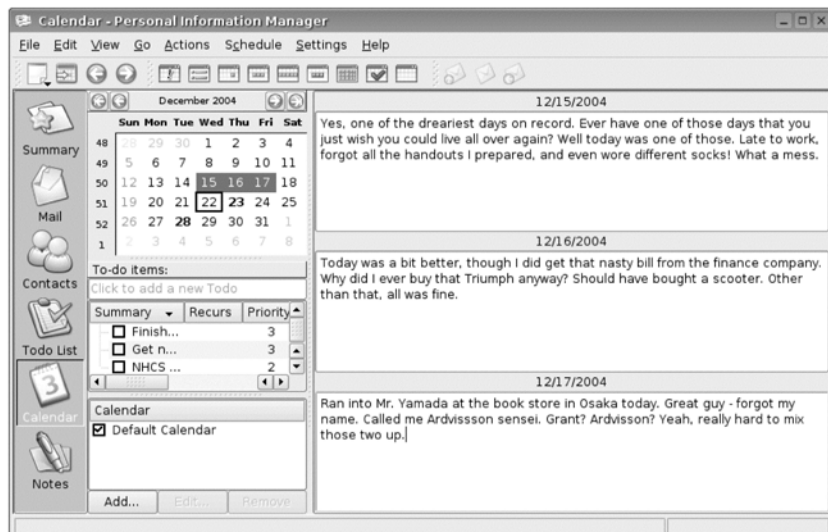 Calendar - Personal Information Manager
File Edit View Go Actions Schedule Settings Help
Summary
Mail
Contacts
Todo List
3
Calendar
Notes
December 2004
Sun Mon Tue Wed Thu Fri Sat
48 28 29 30 1 2 3 4
49 5 6 7 8 9 10 11
50 12 13 14 15 16 17 18
51 19 20 21 22 23 24 25
52 26 27 28 29 30 31 1
1 2 3 4 5 6 7 8
To-do items:
Click to add a new Todo
Summary Recurs Priority
Finish... 3
Get n... 3
NHCS ... 2
Calendar
Default Calendar
Add... Edit... Remove
12/15/2004
Yes, one of the dreariest days on record. Ever have one of those days that you
just wish you could live all over again? Well today was one of those. Late to work,
forgot all the handouts I prepared, and even wore different socks! What a mess.
12/16/2004
Today was a bit better, though I did get that nasty bill from the finance company.
Why did I ever buy that Triumph anyway? Should have bought a scooter. Other
than that, all was fine.
12/17/2004
Ran into Mr. Yamada at the book store in Osaka today. Great guy - forgot my
name. Called me Ardvissson sensei. Grant? Ardvisson? Yeah, really hard to mix
those two up.